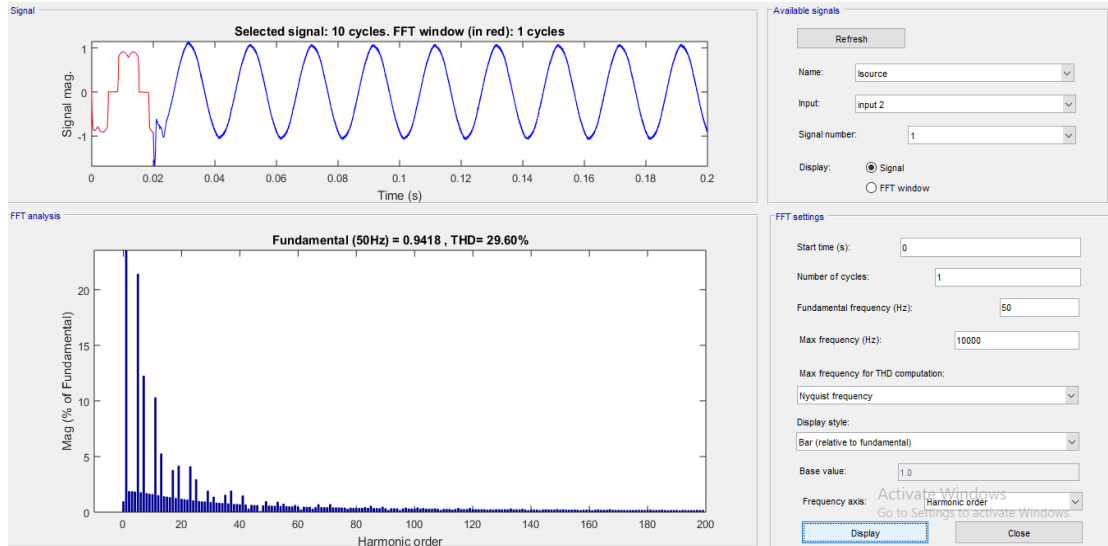 Signal
Selected signal: 10 cycles. FFT window (in red): 1 cycles
Signal mag.
1
0
-1
0 0.02 0.04 0.06 0.08 0.1 0.12 0.14 0.16 0.18 0.2
Time (s)
Available signals
Refresh
Name: Isource
Input: input 2
Signal number: 1
Display: Signal
FFT window
FFT analysis
Fundamental (50Hz) = 0.9418 , THD= 29.60%
Mag (% of Fundamental)
20
15
10
5
0
0 20 40 60 80 100 120 140 160 180 200
Harmonic order
FFT settings
Start time (s): 0
Number of cycles: 1
Fundamental frequency (Hz): 50
Max frequency (Hz): 10000
Max frequency for THD computation:
Nyquist frequency
Display style:
Bar (relative to fundamental)
Base value: 1.0
Frequency axis: Harmonic order
Activate Windows
Go to Settings to activate Windows.
Display Close